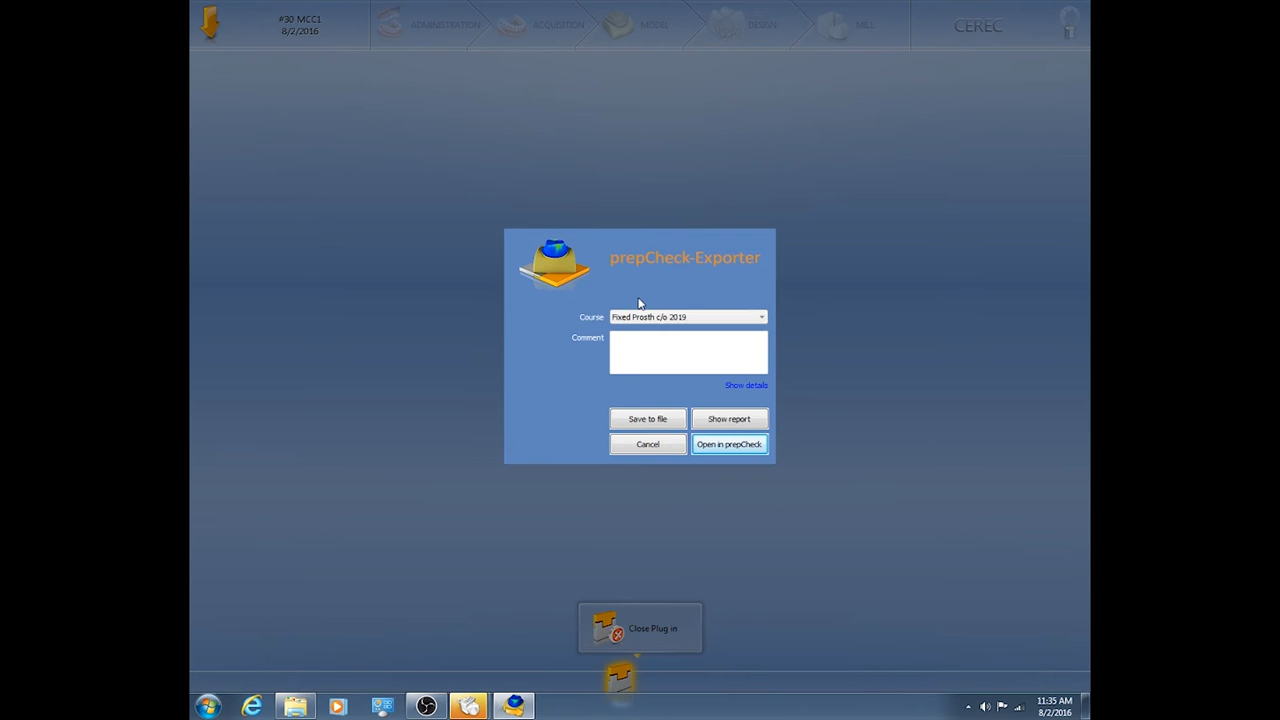 #30 MCC1
8/2/2016
ADMINISTRATION
ACQUISITION
MODEL
DESIGN
MILL
CEREC
prepCheck-Exporter
Course
Fixed Prosth c/o 2019
Comment
Show details
Save to file
Show report
Cancel
Open in prepCheck
Close Plug in
11:35 AM
8/2/2016